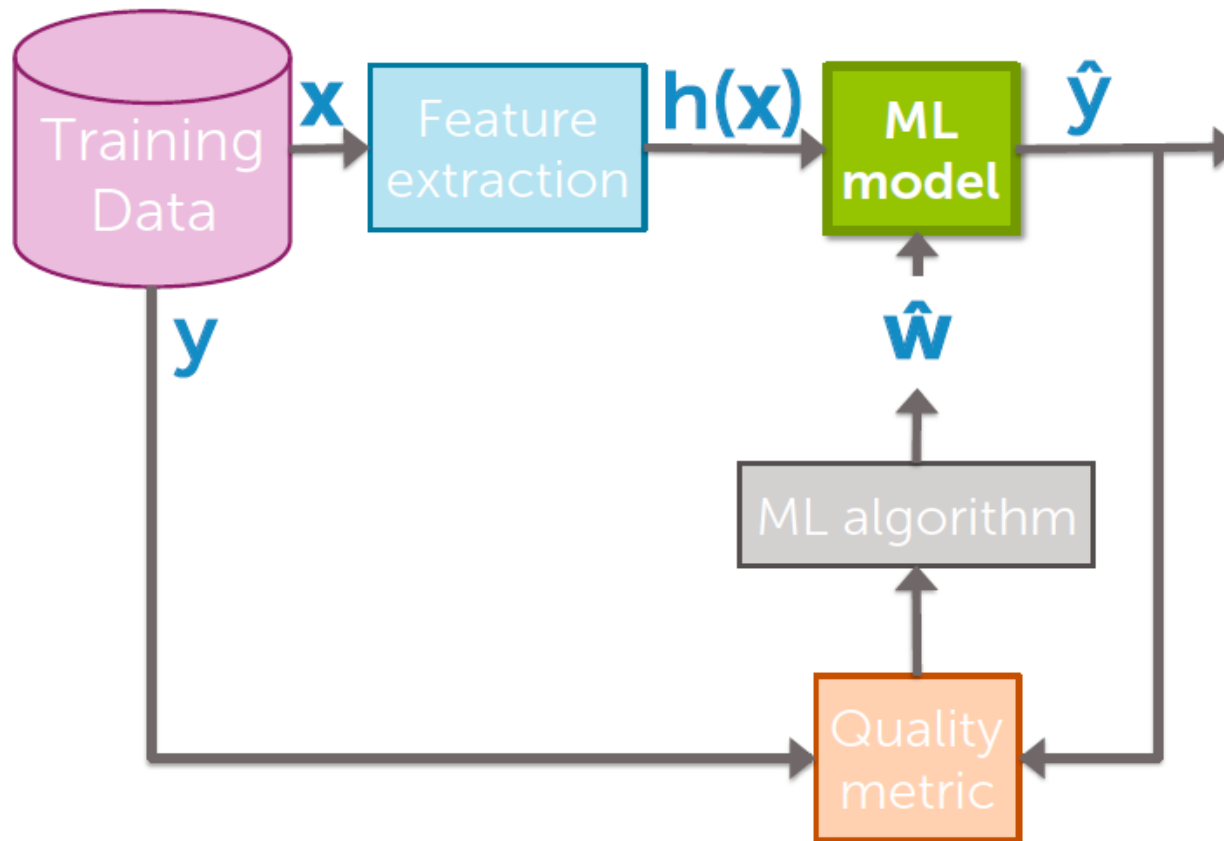 Training
Data
x
Feature
extraction
h(x)
ML
model
ŷ
y
ŵ
ML algorithm
Quality
metric